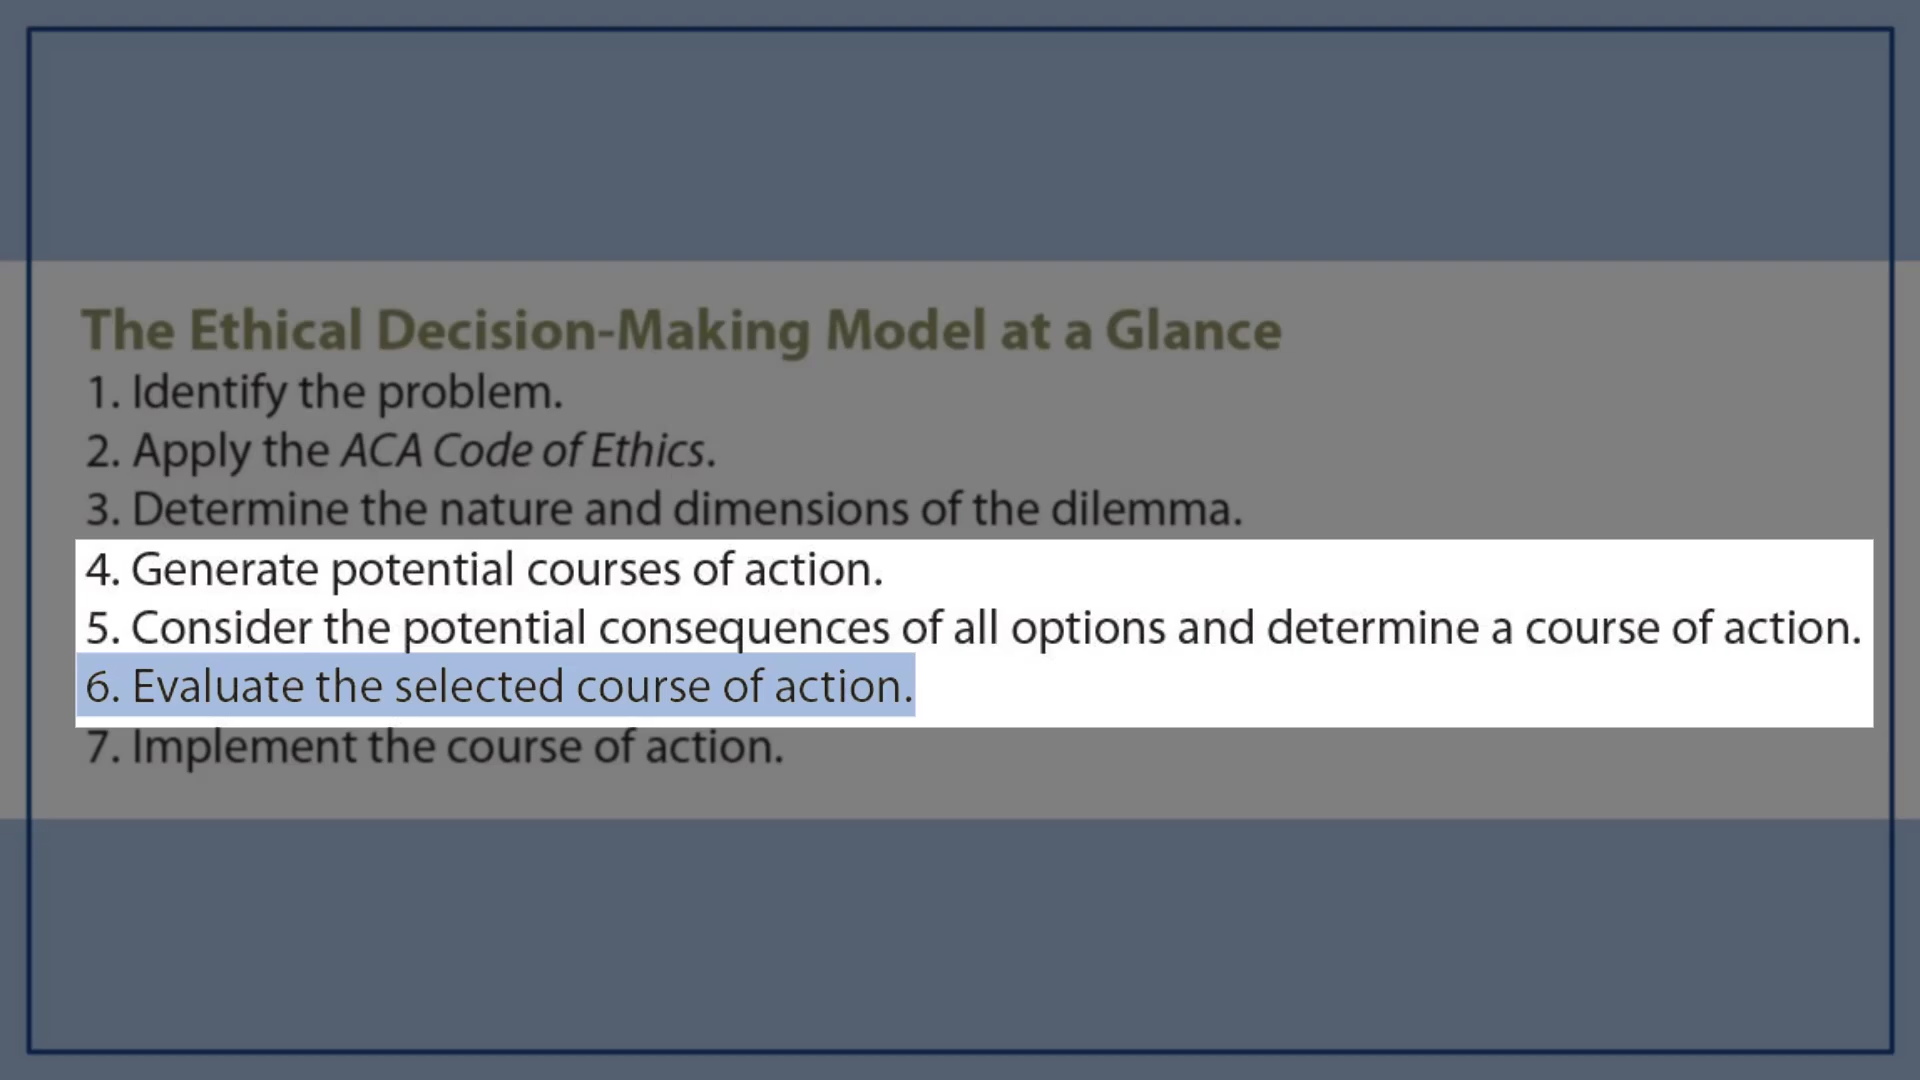 The Ethical Decision-Making Model at a Glance
1. Identify the problem.
2. Apply the ACA Code of Ethics.
3. Determine the nature and dimensions of the dilemma.
4. Generate potential courses of action.
5. Consider the potential consequences of all options and determine a course of action.
6. Evaluate the selected course of action.
7. Implement the course of action.